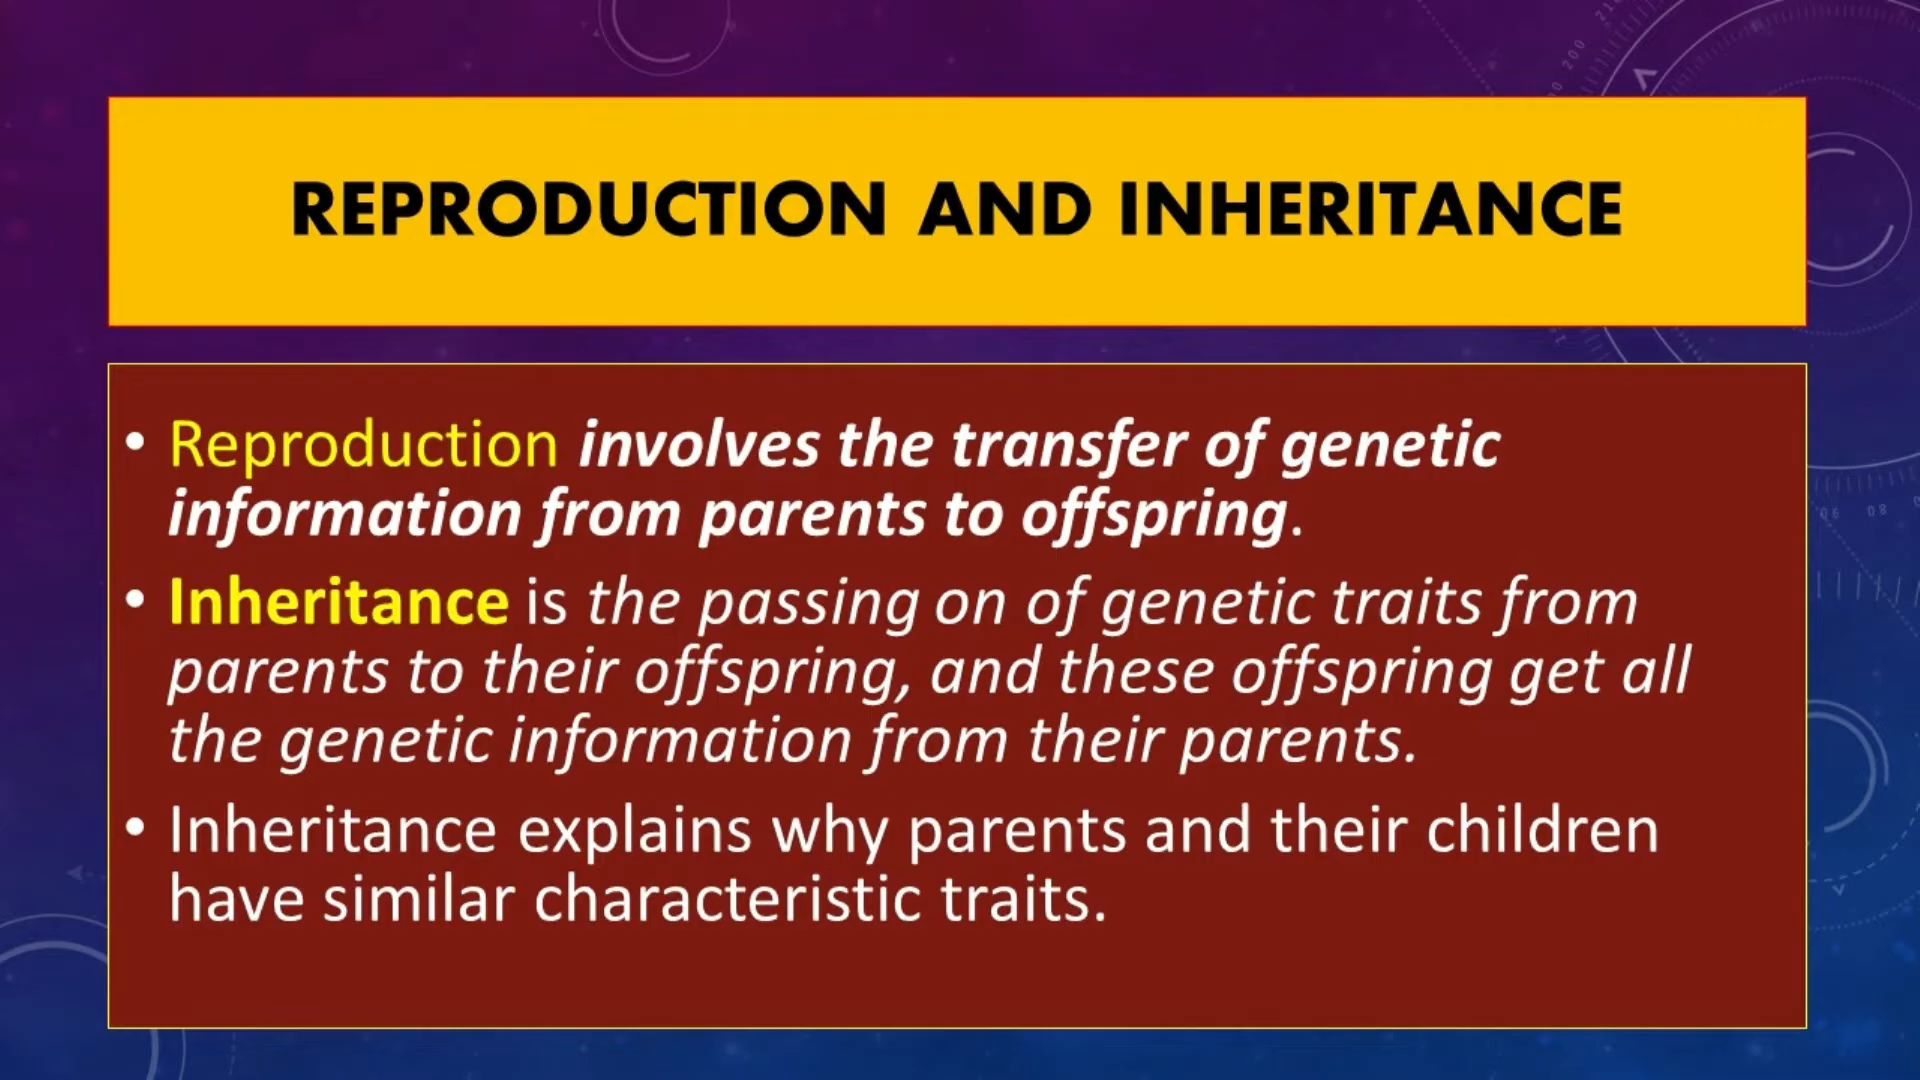 REPRODUCTION AND INHERITANCE
• Reproduction involves the transfer of genetic
information from parents to offspring.
• Inheritance is the passing on of genetic traits from
parents to their offspring, and these offspring get all
the genetic information from their parents.
• Inheritance explains why parents and their children
have similar characteristic traits.